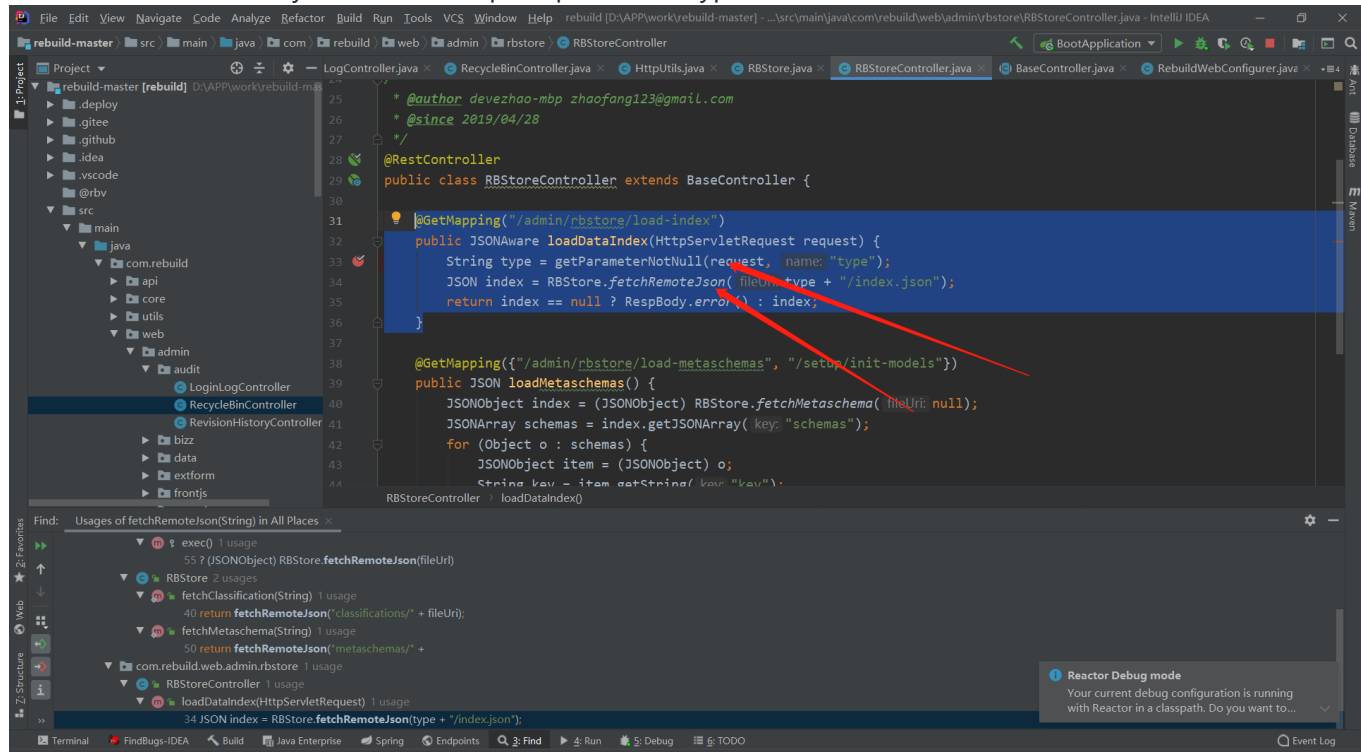 File Edit View Navigate Code Analyze Refactor Build Run Tools VCS Window Help rebuild [D:\APP\work\rebuild-master] - ...\src\main\java\com\rebuild\web\admin\rbstore\RBStoreController.java - IntelliJ IDEA
rebuild-master src main java com rebuild web admin rbstore RBStoreController BootApplication
Project LogController.java RecycleBinController.java HttpUtils.java RBStore.java RBStoreController.java BaseController.java RebuildWebConfigurer.java
rebuild-master [rebuild] D:\APP\work\rebuild-mas
.deploy
.gitee
.github
.idea
.vscode
@rbv
src
main
java
com.rebuild
api
core
utils
web
admin
audit
LoginLogController
RecycleBinController
RevisionHistoryController
bizz
data
extform
frontjs
25 * @author devezhao-mbp zhaofang123@gmail.com
26 * @since 2019/04/28
27 */
28 @RestController
29 public class RBStoreController extends BaseController {
30
31 @GetMapping("/admin/rbstore/load-index")
32 public JSONAware loadDataIndex(HttpServletRequest request) {
33 String type = getParameterNotNull(request, name: "type");
34 JSON index = RBStore.fetchRemoteJson( fileUri: type + "/index.json");
35 return index == null ? RespBody.error() : index;
36 }
37
38 @GetMapping({"/admin/rbstore/load-metaschemas", "/setup/init-models"})
39 public JSON loadMetaschemas() {
40 JSONObject index = (JSONObject) RBStore.fetchMetaschema( fileUri: null);
41 JSONArray schemas = index.getJSONArray( key: "schemas");
42 for (Object o : schemas) {
43 JSONObject item = (JSONObject) o;
44 String key = item.getString( key: "key");
RBStoreController loadDataIndex()
Find: Usages of fetchRemoteJson(String) in All Places
exec() 1 usage
55 ? (JSONObject) RBStore.fetchRemoteJson(fileUrl)
RBStore 2 usages
fetchClassification(String) 1 usage
40 return fetchRemoteJson("classifications/" + fileUri);
fetchMetaschema(String) 1 usage
50 return fetchRemoteJson("metaschemas/" +
com.rebuild.web.admin.rbstore 1 usage
RBStoreController 1 usage
loadDataIndex(HttpServletRequest) 1 usage
34 JSON index = RBStore.fetchRemoteJson(type + "/index.json");
Reactor Debug mode
Your current debug configuration is running
with Reactor in a classpath. Do you want to...
Terminal FindBugs-IDEA Build Java Enterprise Spring Endpoints 3: Find 4: Run 5: Debug 6: TODO Event Log
1: Project
2: Favorites
Web
7: Structure
Ant
Database
Maven